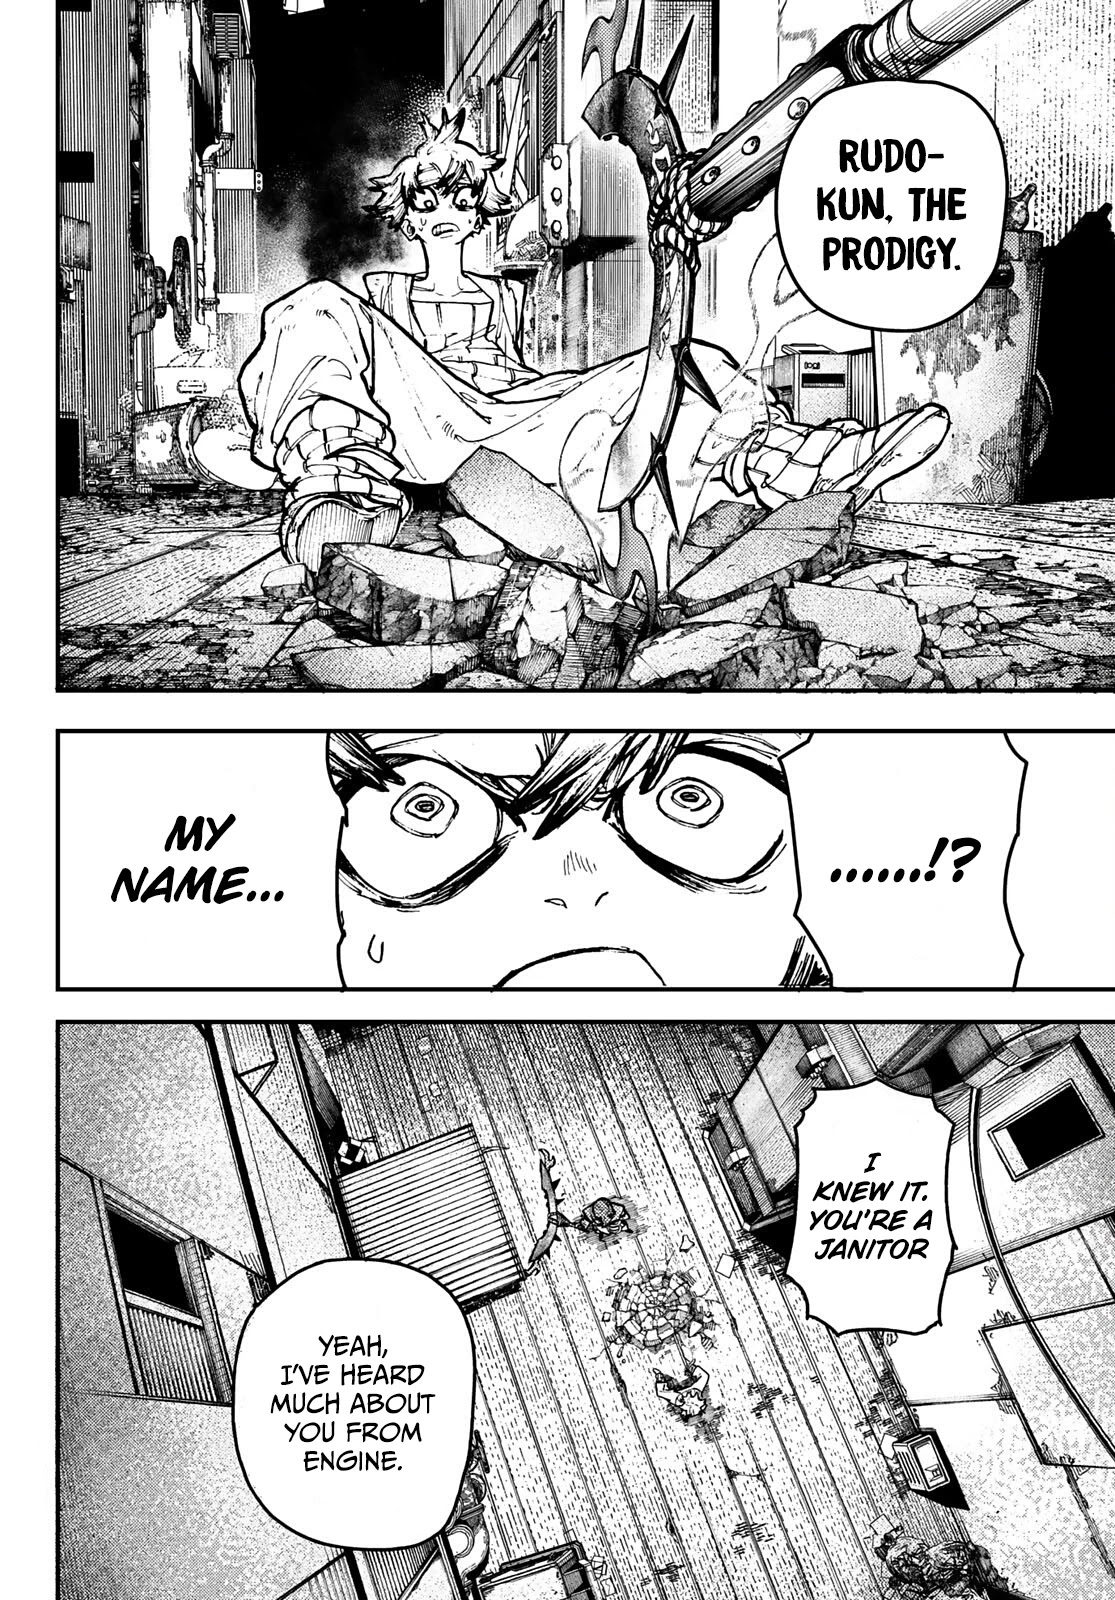 RUDO-
KUN, THE
PRODIGY.
......!?
MY
NAME...
I
KNEW IT.
YOU'RE A
JANITOR
YEAH,
I'VE HEARD
MUCH ABOUT
YOU FROM
ENGINE.